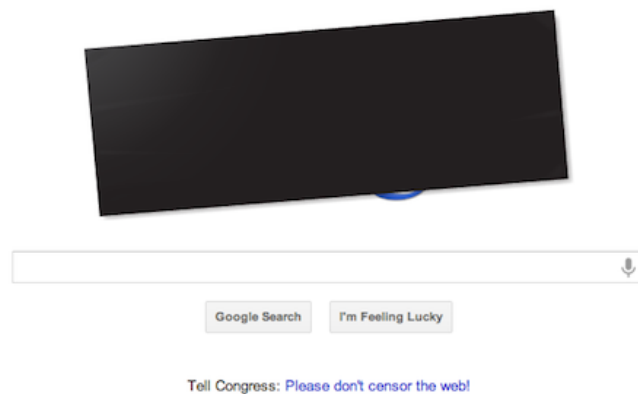 Google Search
I'm Feeling Lucky
Tell Congress: Please don't censor the web!